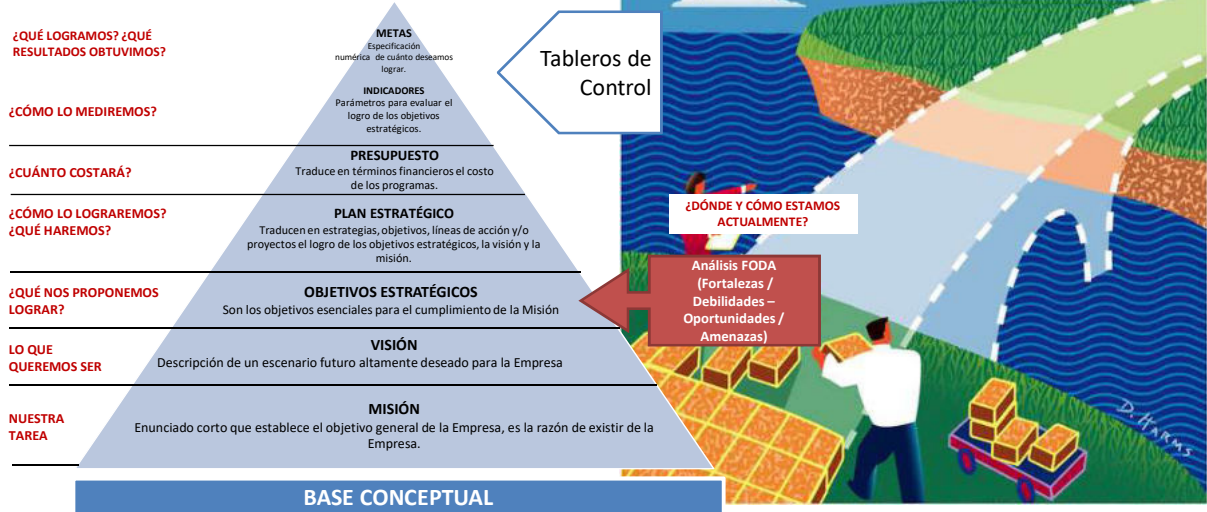 ¿QUÉ LOGRAMOS? ¿QUÉ
RESULTADOS OBTUVIMOS?
METAS
Especificación
numérica de cuánto deseamos
lograr.
Tableros de
Control
¿CÓMO LO MEDIREMOS?
INDICADORES
Parámetros para evaluar el
logro de los objetivos
estratégicos.
¿CUÁNTO COSTARÁ?
PRESUPUESTO
Traduce en términos financieros el costo
de los programas.
¿CÓMO LO LOGRAREMOS?
¿QUÉ HAREMOS?
PLAN ESTRATÉGICO
Traducen en estrategias, objetivos, líneas de acción y/o
proyectos el logro de los objetivos estratégicos, la visión y la
misión.
¿DÓNDE Y CÓMO ESTAMOS
ACTUALMENTE?
¿QUÉ NOS PROPONEMOS
LOGRAR?
OBJETIVOS ESTRATÉGICOS
Son los objetivos esenciales para el cumplimiento de la Misión
Análisis FODA
(Fortalezas /
Debilidades –
Oportunidades /
Amenazas)
LO QUE
QUEREMOS SER
VISIÓN
Descripción de un escenario futuro altamente deseado para la Empresa
NUESTRA
TAREA
MISIÓN
Enunciado corto que establece el objetivo general de la Empresa, es la razón de existir de la
Empresa.
D. HARMS
BASE CONCEPTUAL